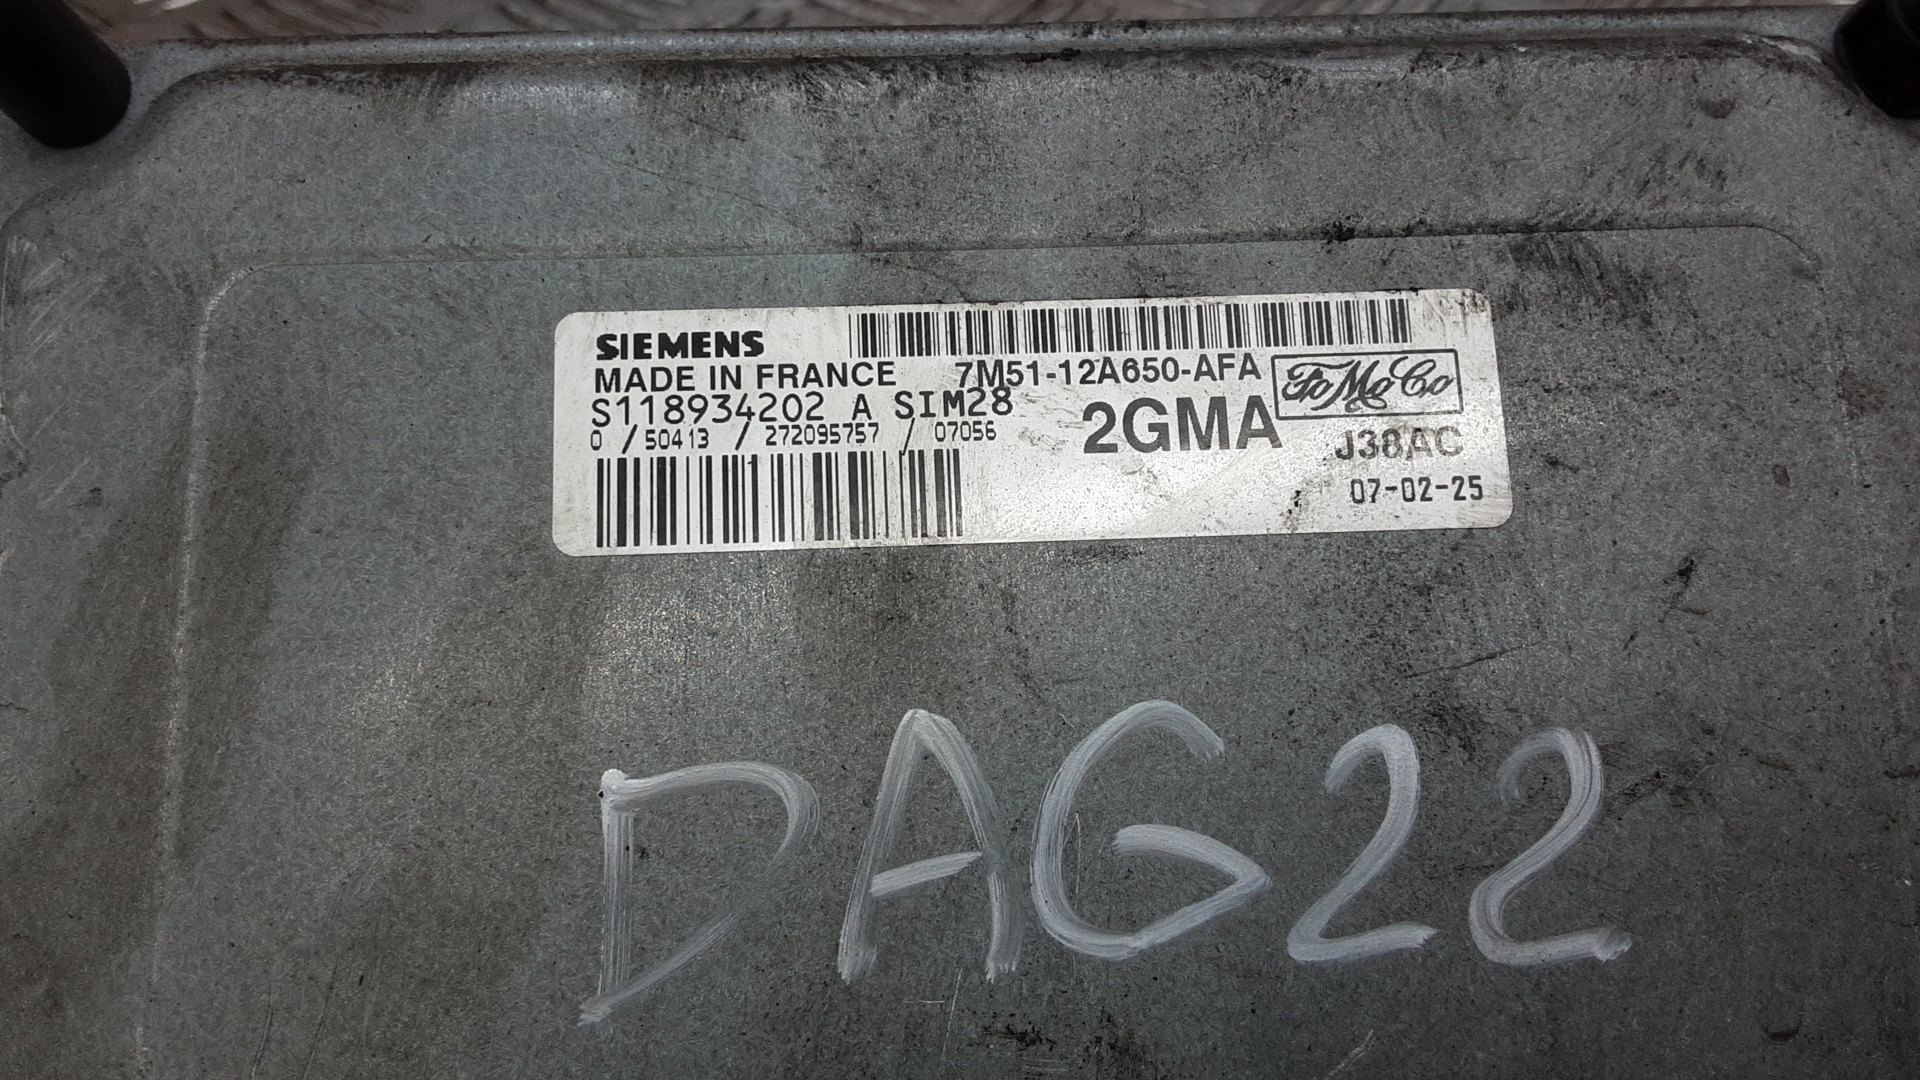 SIEMENS
MADE IN FRANCE 7M51-12A650-AFA FoMoCo
S118934202 A SIM28 2GMA
0 /50413 / 272095757 / 07056 J38AC
07-02-25
DAG22